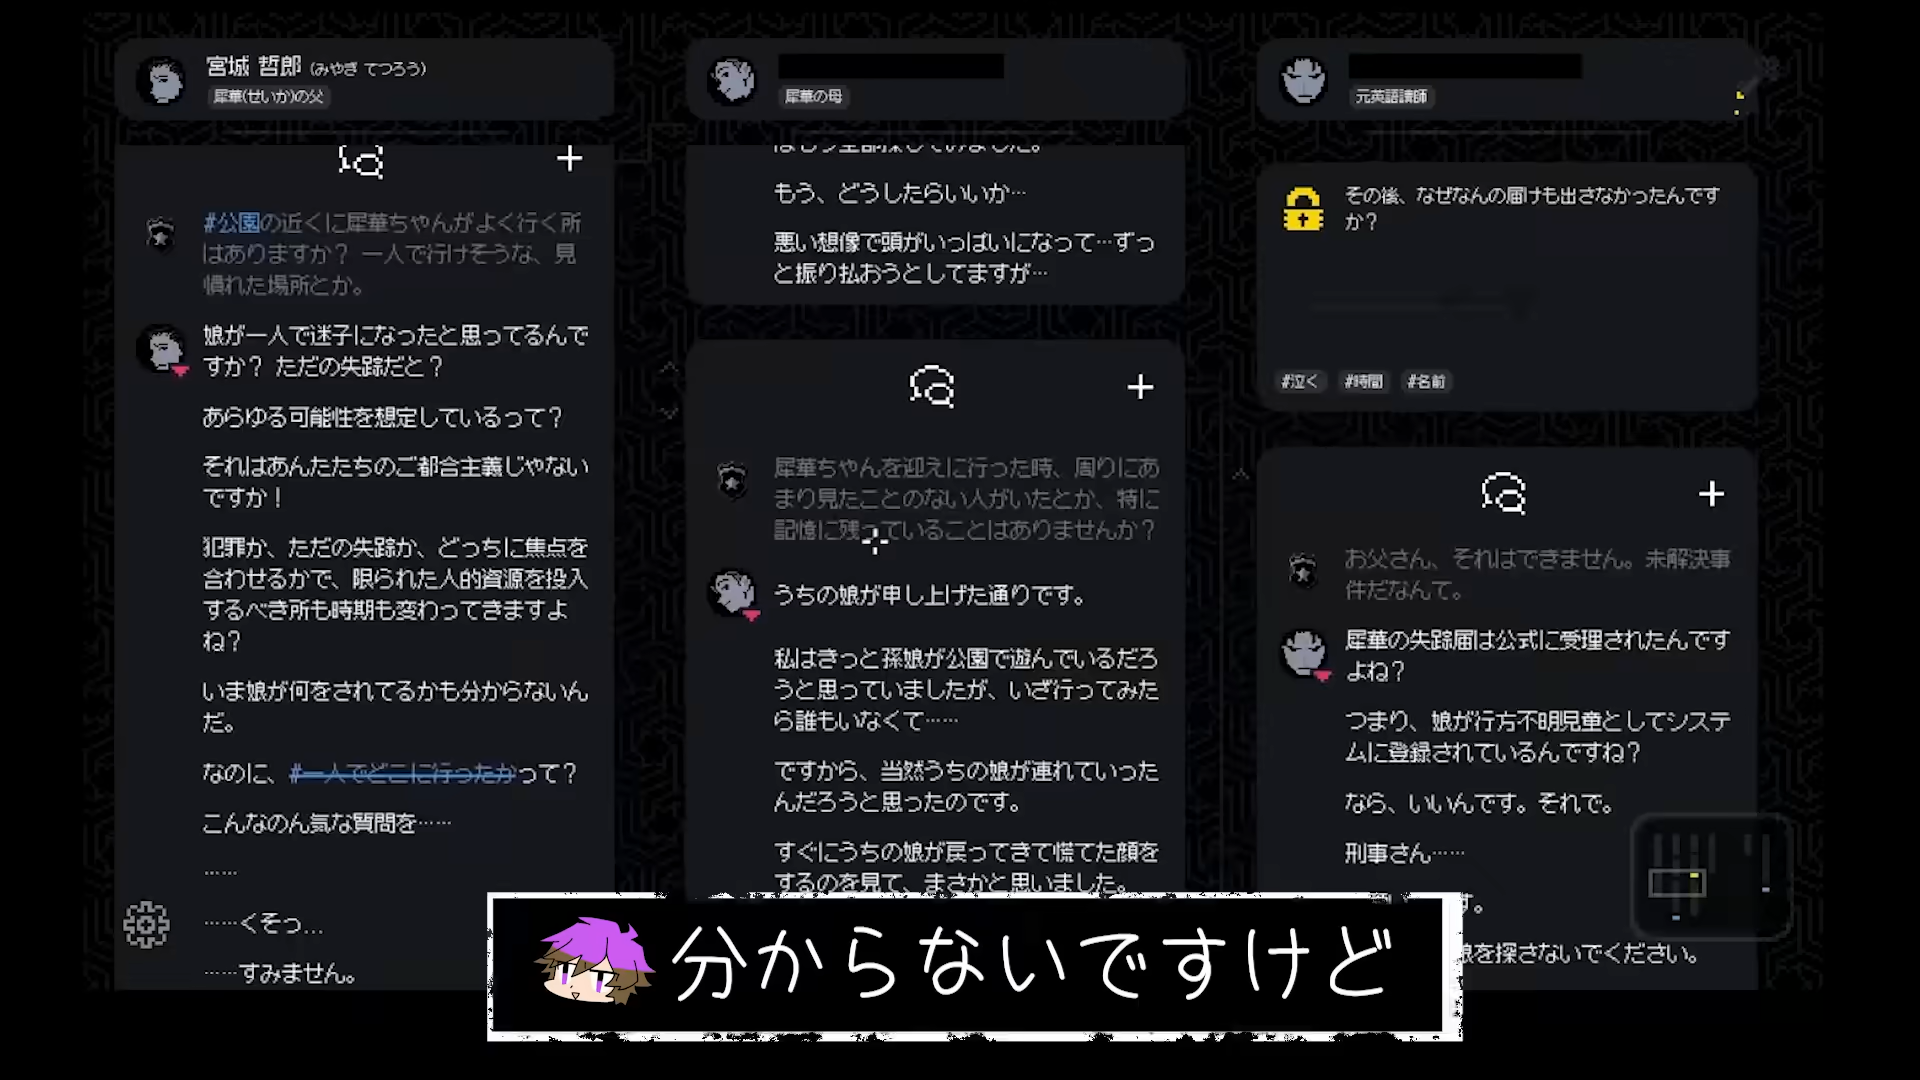 宮城 哲郎 (みやぎ てつろう)
犀華(せいか)の父
#公園の近くに犀華ちゃんがよく行く所
はありますか？ 一人で行けそうな、見
慣れた場所とか。
娘が一人で迷子になったと思ってるんで
すか？ ただの失踪だと？
あらゆる可能性を想定しているって？
それはあんたたちのご都合主義じゃない
ですか！
犯罪か、ただの失踪か、どっちに焦点を
合わせるかで、限られた人的資源を投入
するべき所も時期も変わってきますよ
ね？
いま娘が何をされてるかも分からないん
だ。
なのに、#一人でどこに行ったかって？
こんなのん気な質問を……
……
……くそっ…
……すみません。
犀華の母
もう、どうしたらいいか…
悪い想像で頭がいっぱいになって…ずっ
と振り払おうとしてますが…
犀華ちゃんを迎えに行った時、周りにあ
まり見たことのない人がいたとか、特に
記憶に残っていることはありませんか？
うちの娘が申し上げた通りです。
私はきっと孫娘が公園で遊んでいるだろ
うと思っていましたが、いざ行ってみた
ら誰もいなくて……
ですから、当然うちの娘が連れていった
んだろうと思ったのです。
すぐにうちの娘が戻ってきて慌てた顔を
するのを見て、まさかと思いました。
元英語講師
その後、なぜなんの届けも出さなかったんです
か？
#泣く #時間 #名前
お父さん、それはできません。未解決事
件だなんて。
犀華の失踪届は公式に受理されたんです
よね？
つまり、娘が行方不明児童としてシステ
ムに登録されているんですね？
なら、いいんです。それで。
刑事さん……
す。
娘を探さないでください。
分からないですけど